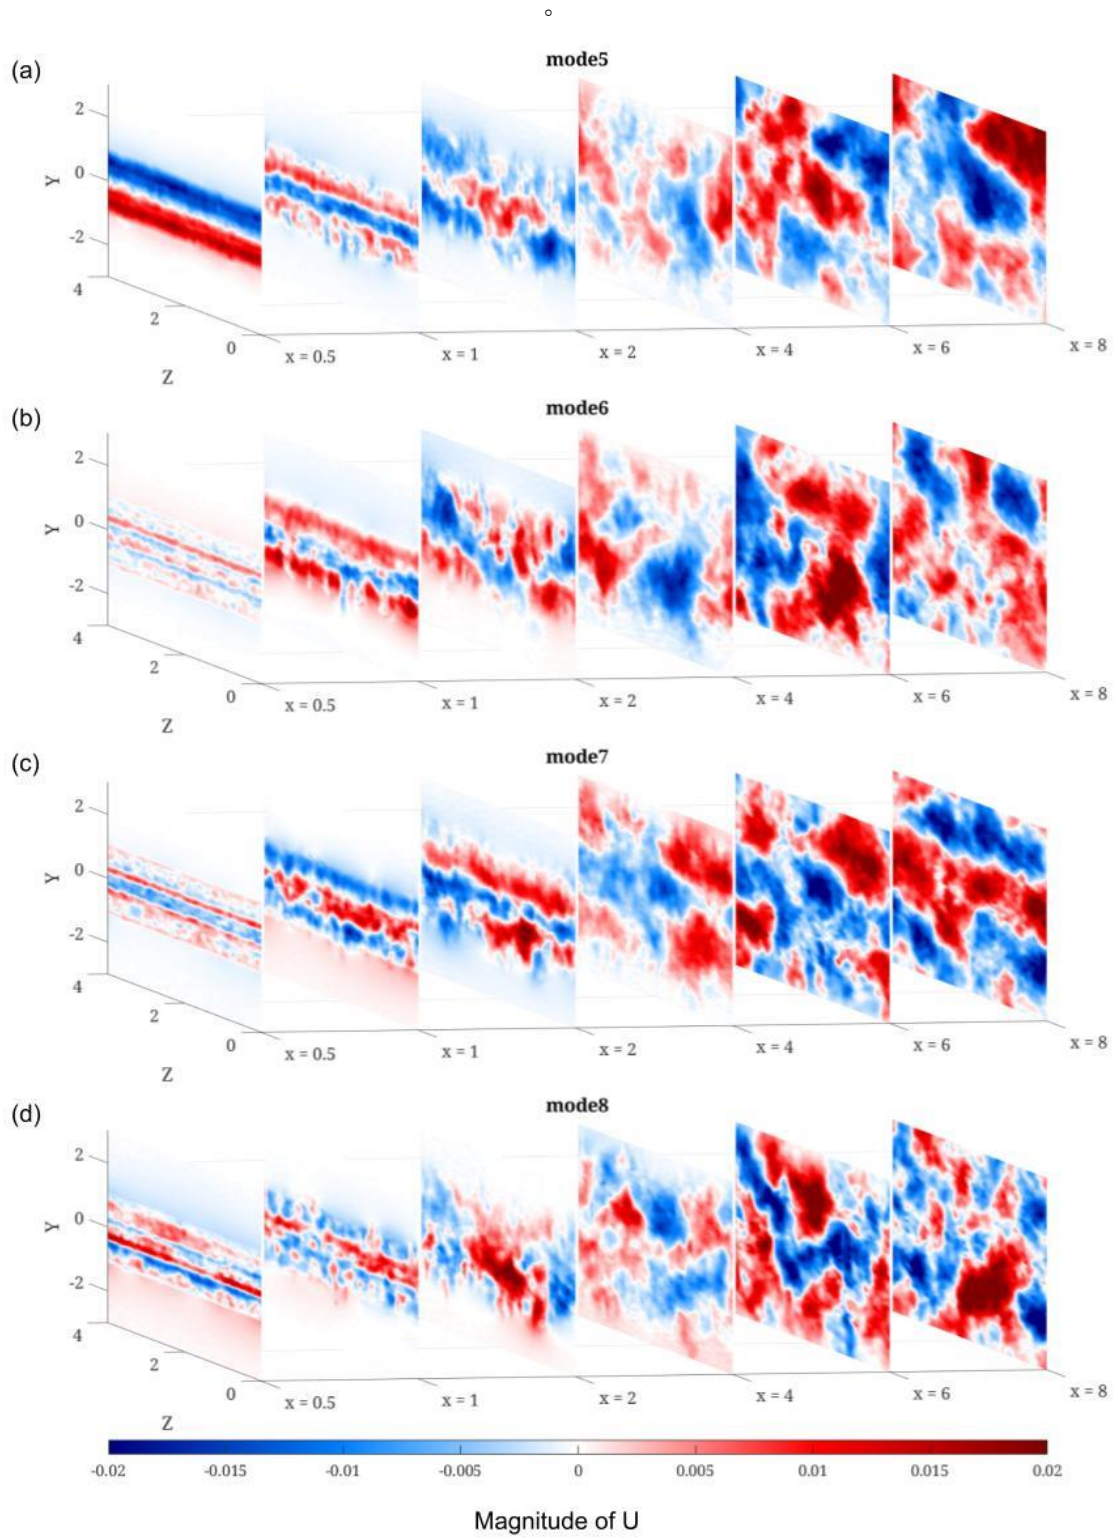 (a)
mode5
2
0
-2
Y
4
2
0
Z
x = 0.5
x = 1
x = 2
x = 4
x = 6
x = 8
(b)
mode6
2
0
-2
Y
4
2
0
Z
x = 0.5
x = 1
x = 2
x = 4
x = 6
x = 8
(c)
mode7
2
0
-2
Y
4
2
0
Z
x = 0.5
x = 1
x = 2
x = 4
x = 6
x = 8
(d)
mode8
2
0
-2
Y
4
2
0
Z
x = 0.5
x = 1
x = 2
x = 4
x = 6
x = 8
-0.02 -0.015 -0.01 -0.005 0 0.005 0.01 0.015 0.02
Magnitude of U